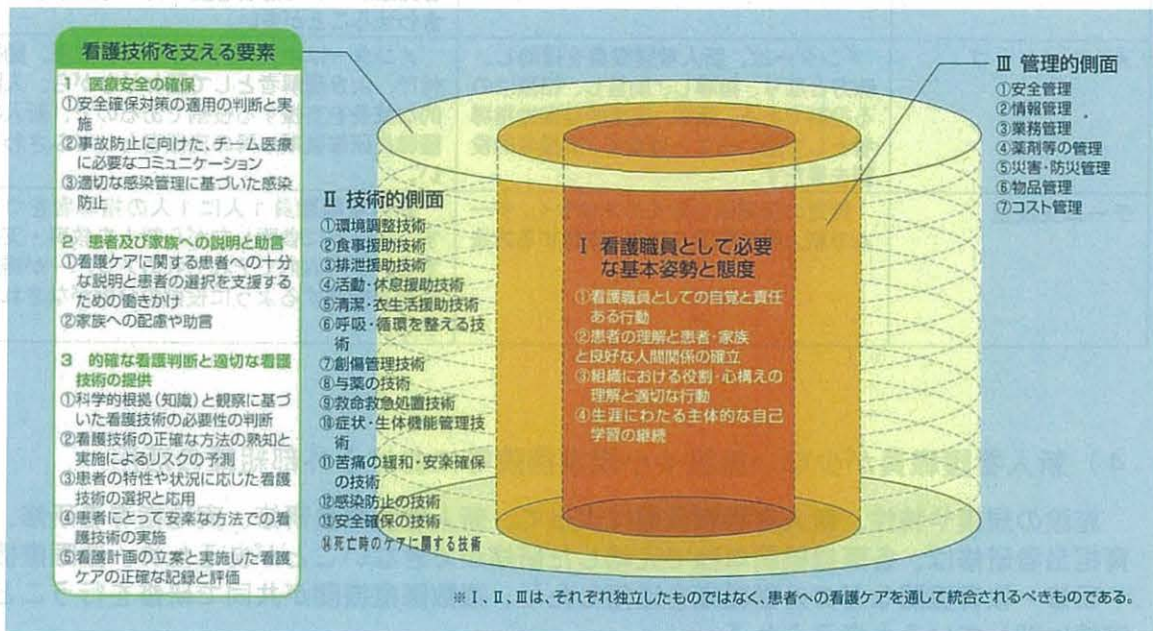 看護技術を支える要素
1 医療安全の確保
①安全確保対策の適用の判断と実
施
②事故防止に向けた、チーム医療
に必要なコミュニケーション
③適切な感染管理に基づいた感染
防止
2 患者及び家族への説明と助言
①看護ケアに関する患者への十分
な説明と患者の選択を支援する
ための働きかけ
②家族への配慮や助言
3 的確な看護判断と適切な看護
技術の提供
①科学的根拠(知識)と観察に基づ
いた看護技術の必要性の判断
②看護技術の正確な方法の熟知と
実施によるリスクの予測
③患者の特性や状況に応じた看護
技術の選択と応用
④患者にとって安楽な方法での看
護技術の実施
⑤看護計画の立案と実施した看護
ケアの正確な記録と評価
Ⅱ 技術的側面
①環境調整技術
②食事援助技術
③排泄援助技術
④活動・休息援助技術
⑤清潔・衣生活援助技術
⑥呼吸・循環を整える技
術
⑦創傷管理技術
⑧与薬の技術
⑨救命救急処置技術
⑩症状・生体機能管理技
術
⑪苦痛の緩和・安楽確保
の技術
⑫感染防止の技術
⑬安全確保の技術
⑭死亡時のケアに関する技術
Ⅰ 看護職員として必要
な基本姿勢と態度
①看護職員としての自覚と責任
ある行動
②患者の理解と患者・家族
と良好な人間関係の確立
③組織における役割・心構えの
理解と適切な行動
④生涯にわたる主体的な自己
学習の継続
Ⅲ 管理的側面
①安全管理
②情報管理
③業務管理
④薬剤等の管理
⑤災害・防災管理
⑥物品管理
⑦コスト管理
※Ⅰ、Ⅱ、Ⅲは、それぞれ独立したものではなく、患者への看護ケアを通して統合されるべきものである。